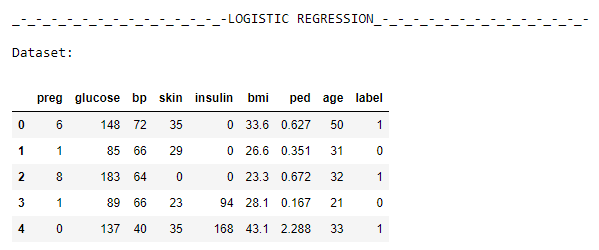 _-_-_-_-_-_-_-_-_-_-_-LOGISTIC REGRESSION_-_-_-_-_-_-_-_-_-_-_-
Dataset:
preg glucose bp skin insulin bmi ped age label
0 6 148 72 35 0 33.6 0.627 50 1
1 1 85 66 29 0 26.6 0.351 31 0
2 8 183 64 0 0 23.3 0.672 32 1
3 1 89 66 23 94 28.1 0.167 21 0
4 0 137 40 35 168 43.1 2.288 33 1